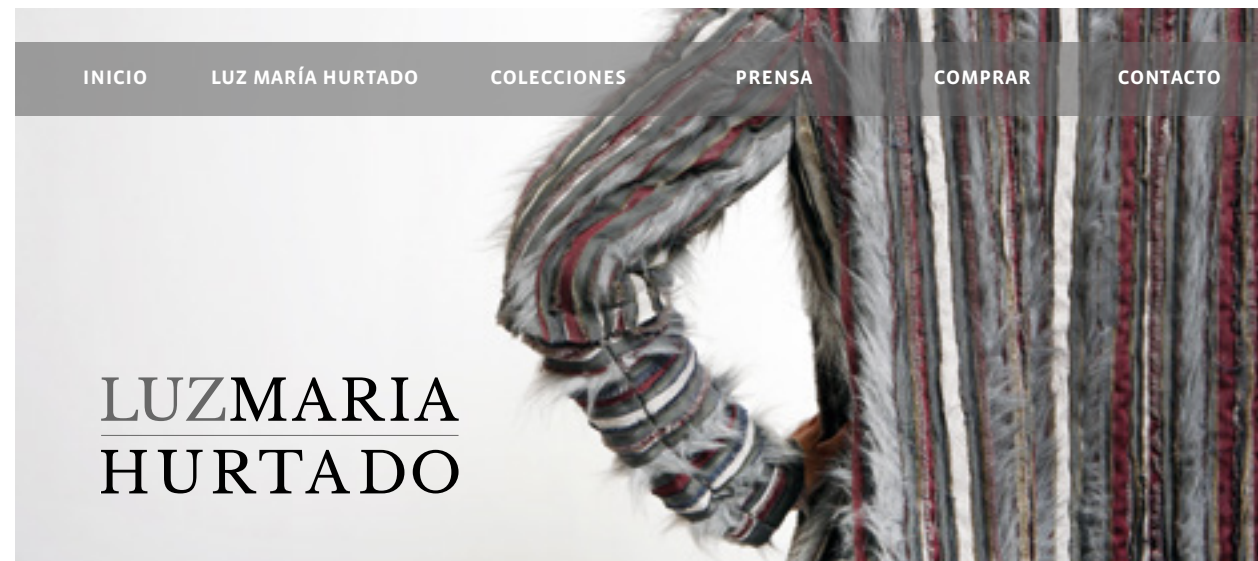 INICIO LUZ MARÍA HURTADO COLECCIONES PRENSA COMPRAR CONTACTO
LUZMARIA
HURTADO